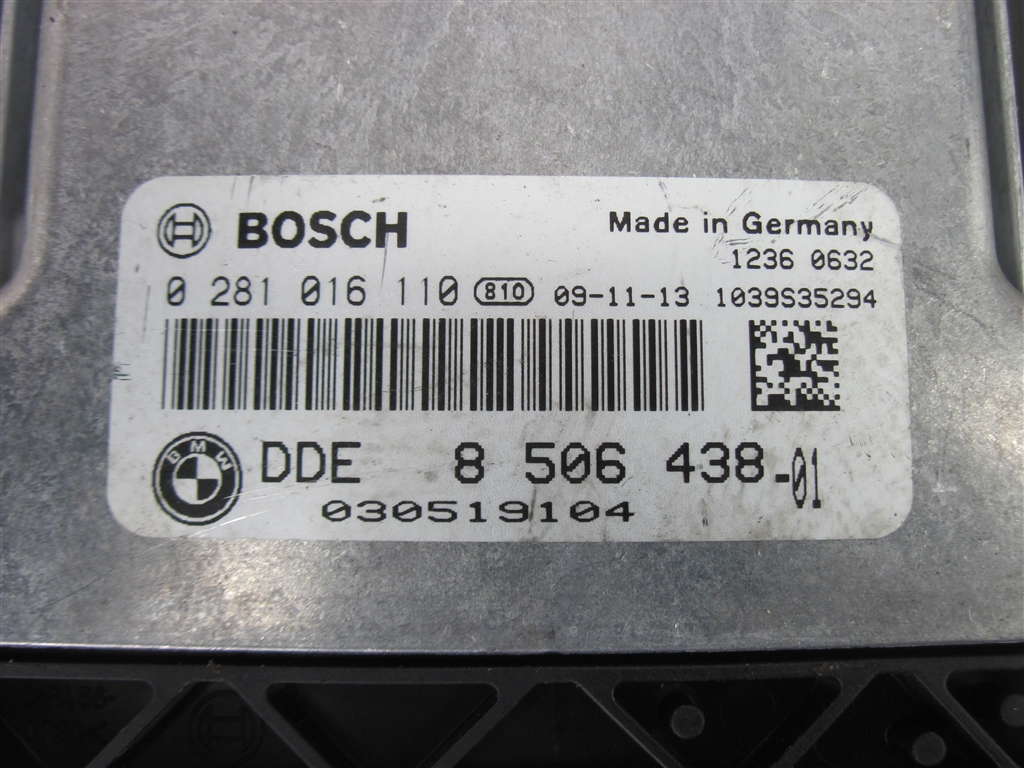 BOSCH
Made in Germany
1236 0632
0 281 016 110 810 09-11-13 1039S35294
BMW DDE 8 506 438-01
030519104